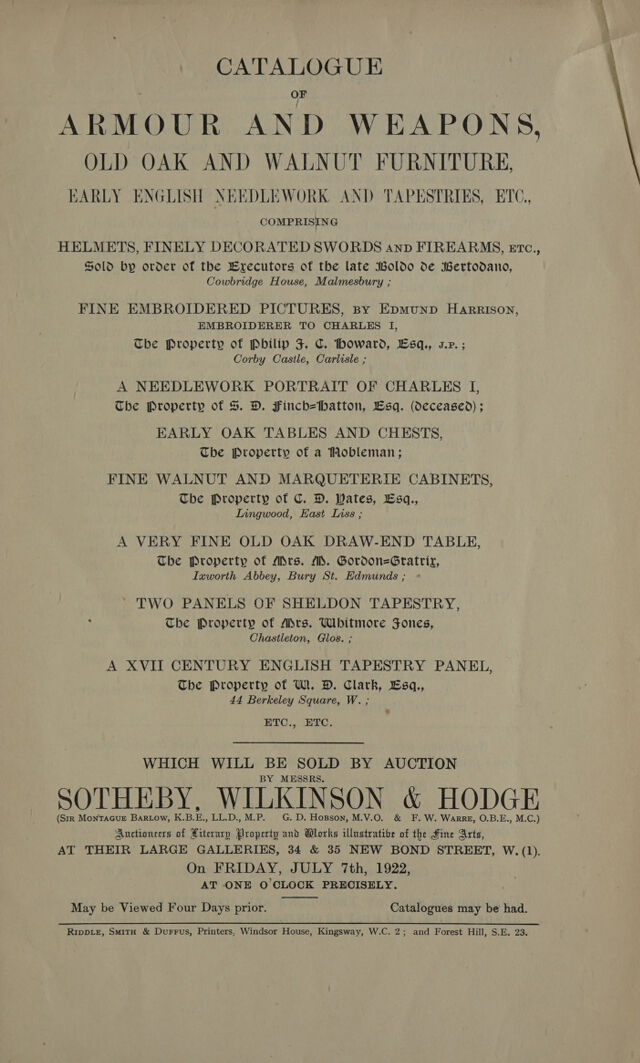 CATALOGUE
OF
ARMOUR AND WEAPONS,
OLD OAK AND WALNUT FURNITURE,
EARLY ENGLISH NEEDLEWORK AND TAPESTRIES, ETC.,
COMPRISING
HELMETS, FINELY DECORATED SWORDS AND FIREARMS, ETC.,
Sold by order of the Executors of the late Boldo de Bertodano,
Cowbridge House, Malmesbury ;
FINE EMBROIDERED PICTURES, BY EDMUND HARRISON,
EMBROIDERER TO CHARLES I,
The Property of Philip J. C. Howard, Esq., J.P. ;
Corby Castle, Carlisle ;
A NEEDLEWORK PORTRAIT OF CHARLES I,
The Property of S. D. Finch=Hatton, Esq. (deceased) ;
EARLY OAK TABLES AND CHESTS,
The Property of a Nobleman ;
FINE WALNUT AND MARQUETERIE CABINETS,
The Property of C. D. Yates, Esq.,
Lingwood, East Liss ;
A VERY FINE OLD OAK DRAW-END TABLE,
The Property of Mrs. M. Gordon=Gratrix,
Ixworth Abbey, Bury St. Edmunds ;
TWO PANELS OF SHELDON TAPESTRY,
The Property of Mrs. Whitmore Jones,
Chastleton, Glos. ;
A XVII CENTURY ENGLISH TAPESTRY PANEL,
The Property of W. D. Clark, Esq.,
44 Berkeley Square, W. ;
ETC., ETC.
WHICH WILL BE SOLD BY AUCTION
BY MESSRS.
SOTHEBY, WILKINSON & HODGE
(SIR MONTAGUE BARLOW, K.B.E., LL.D., M.P. G. D. HOBSON, M.V.O. & F. W. WARRE, O.B.E., M.C.)
Auctioneers of Literary Property and Works illustrative of the Fine Arts,
AT THEIR LARGE GALLERIES, 34 & 35 NEW BOND STREET, W.(1).
On FRIDAY, JULY 7th, 1922,
AT ONE O'CLOCK PRECISELY.
May be Viewed Four Days prior. Catalogues may be had.
RIDDLE, SMITH & DUFFUS, Printers, Windsor House, Kingsway, W.C. 2; and Forest Hill, S.E. 23.